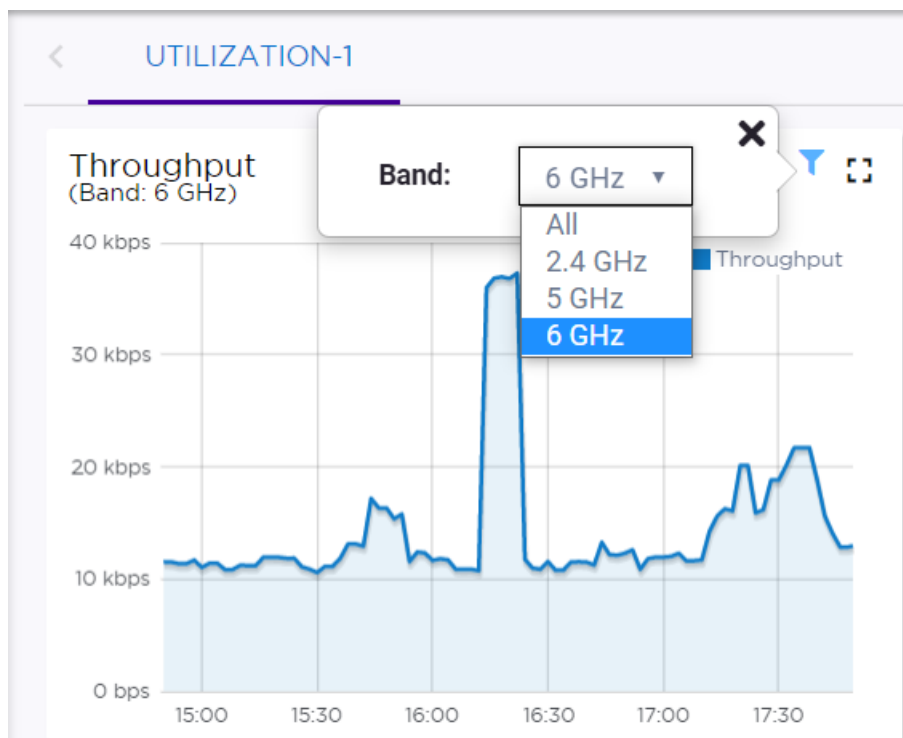 UTILIZATION-1
Throughput
(Band: 6 GHz)
Band:
6 GHz
All
2.4 GHz
5 GHz
6 GHz
Throughput
40 kbps
30 kbps
20 kbps
10 kbps
0 bps
15:00 15:30 16:00 16:30 17:00 17:30